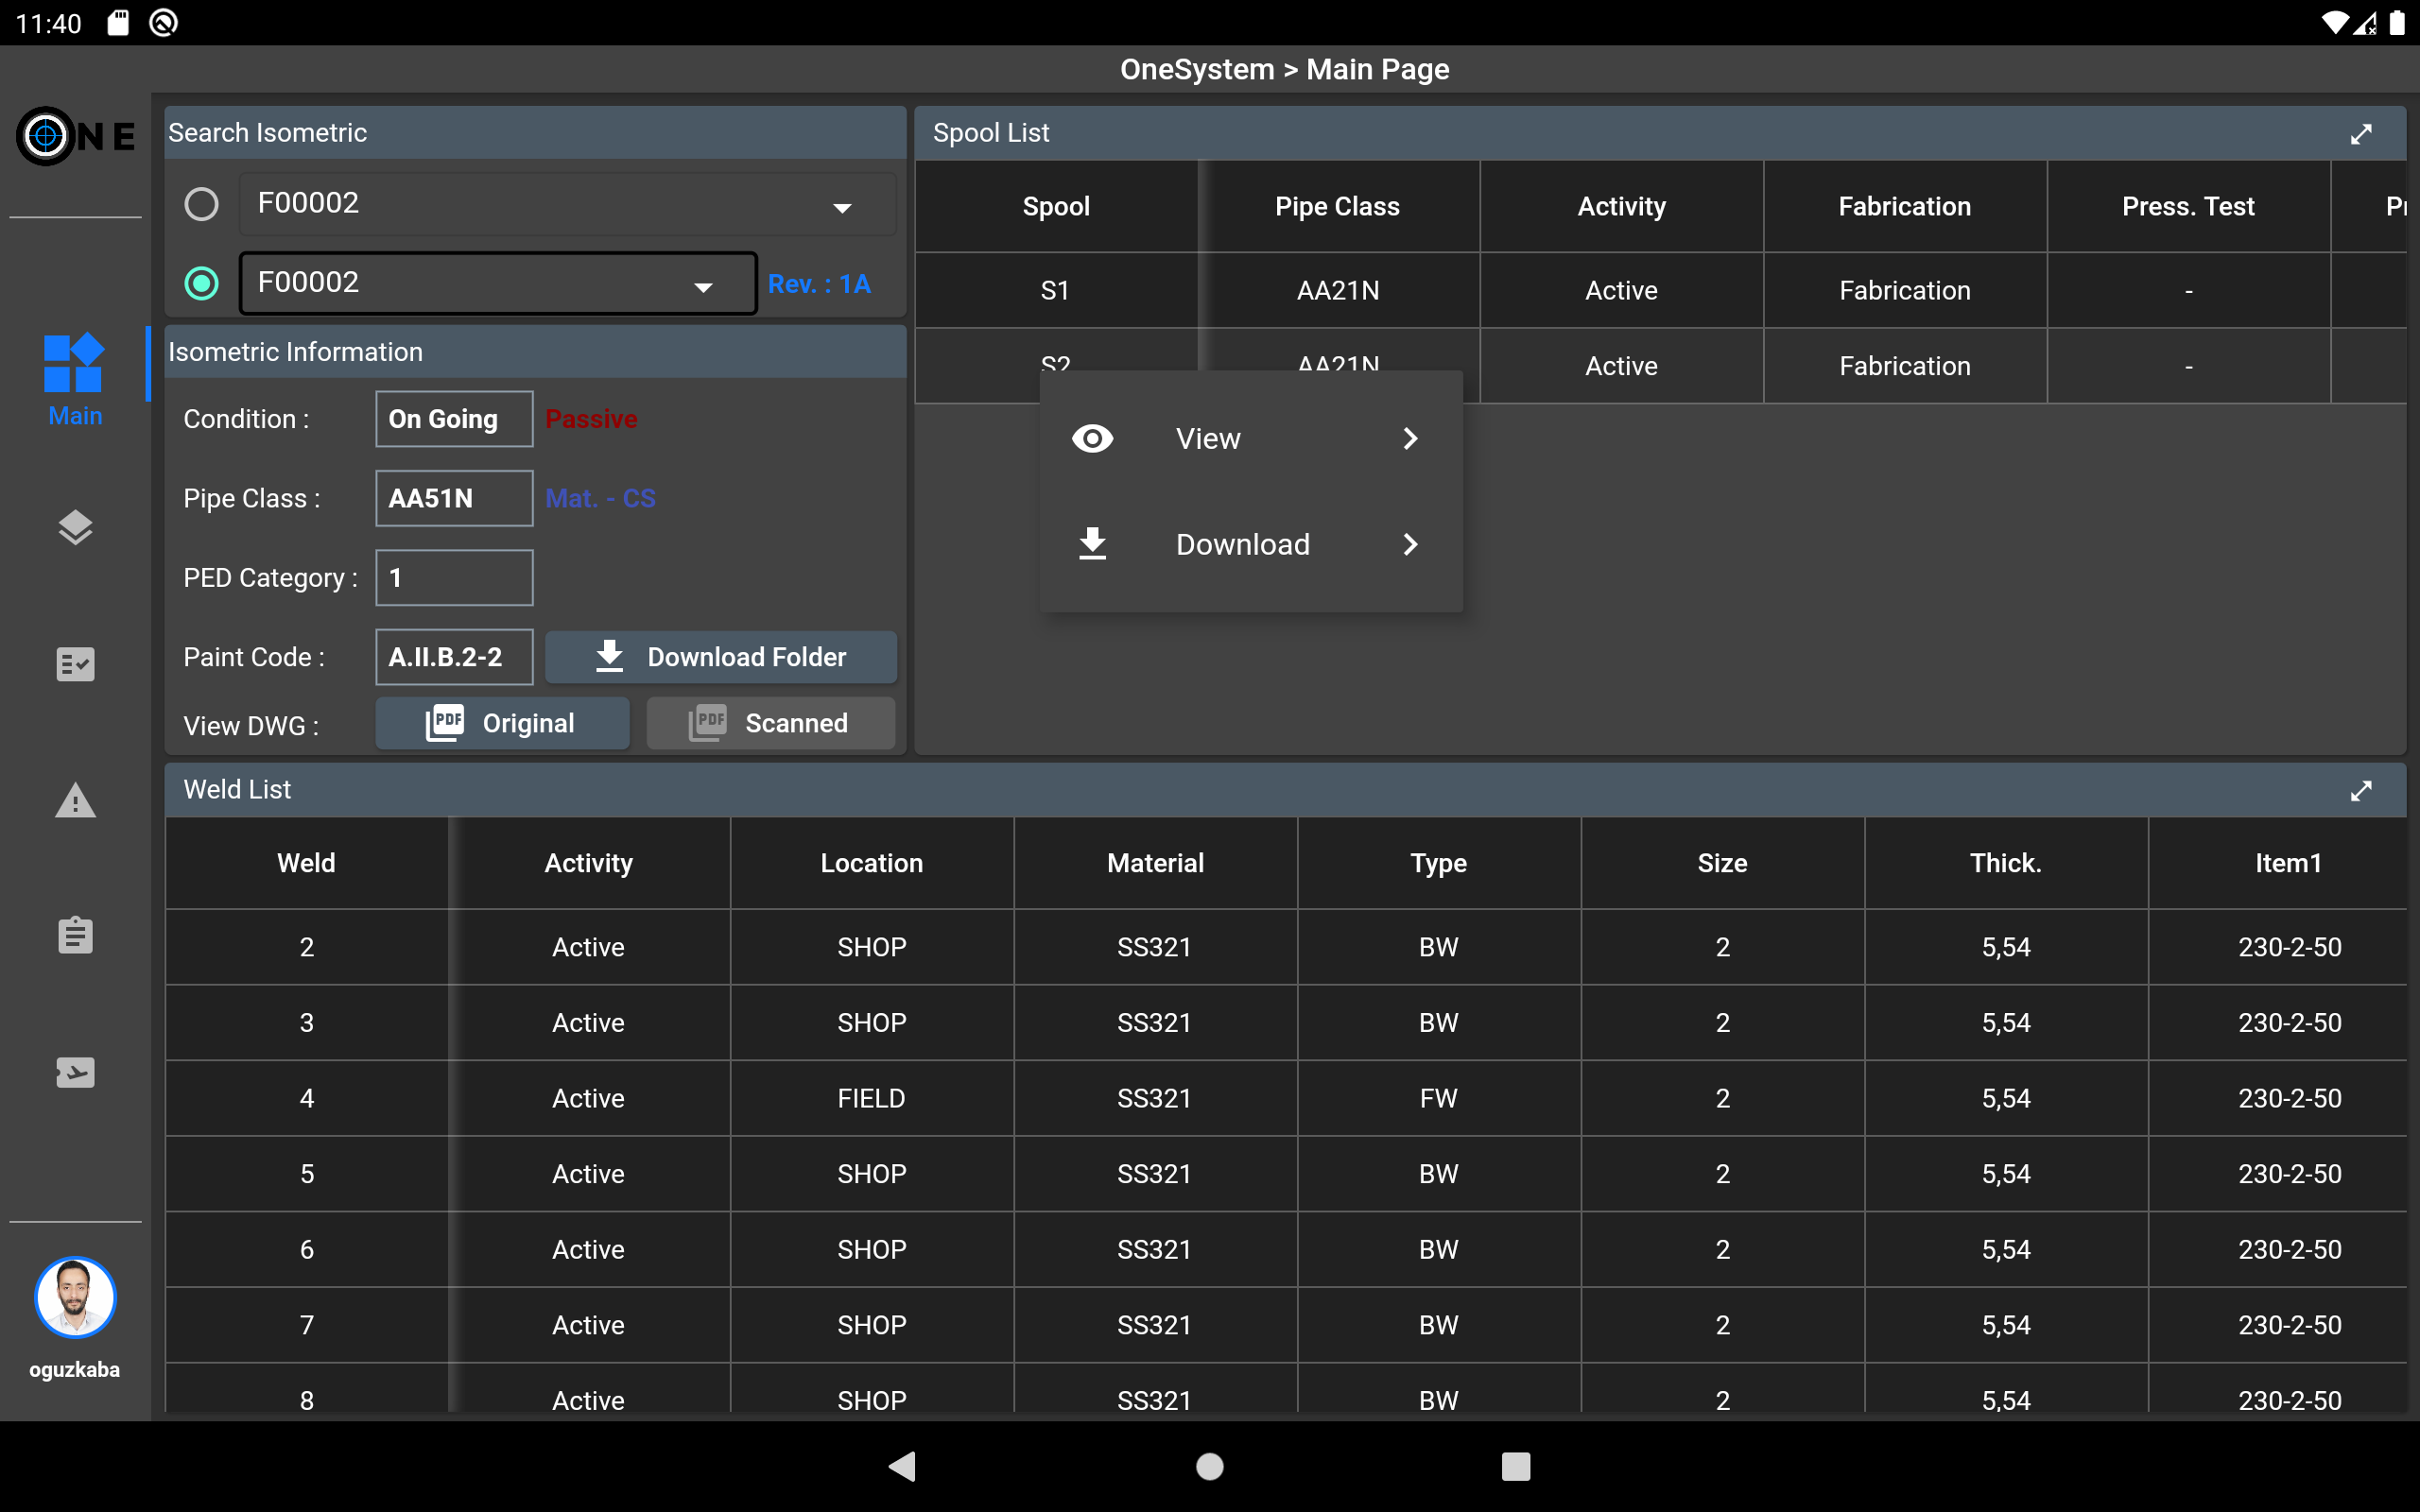 11:40
OneSystem > Main Page
ONE
Search Isometric
F00002
F00002
Rev. : 1A
Isometric Information
Condition :
On Going
Passive
Pipe Class :
AA51N
Mat. - CS
PED Category :
1
Paint Code :
A.II.B.2-2
Download Folder
View DWG :
PDF Original
PDF Scanned
Spool List
Spool Pipe Class Activity Fabrication Press. Test
S1 AA21N Active Fabrication -
S2 AA21N Active Fabrication -
View
Download
Weld List
Weld Activity Location Material Type Size Thick. Item1
2 Active SHOP SS321 BW 2 5,54 230-2-50
3 Active SHOP SS321 BW 2 5,54 230-2-50
4 Active FIELD SS321 FW 2 5,54 230-2-50
5 Active SHOP SS321 BW 2 5,54 230-2-50
6 Active SHOP SS321 BW 2 5,54 230-2-50
7 Active SHOP SS321 BW 2 5,54 230-2-50
8 Active SHOP SS321 BW 2 5,54 230-2-50
Main
oguzkaba